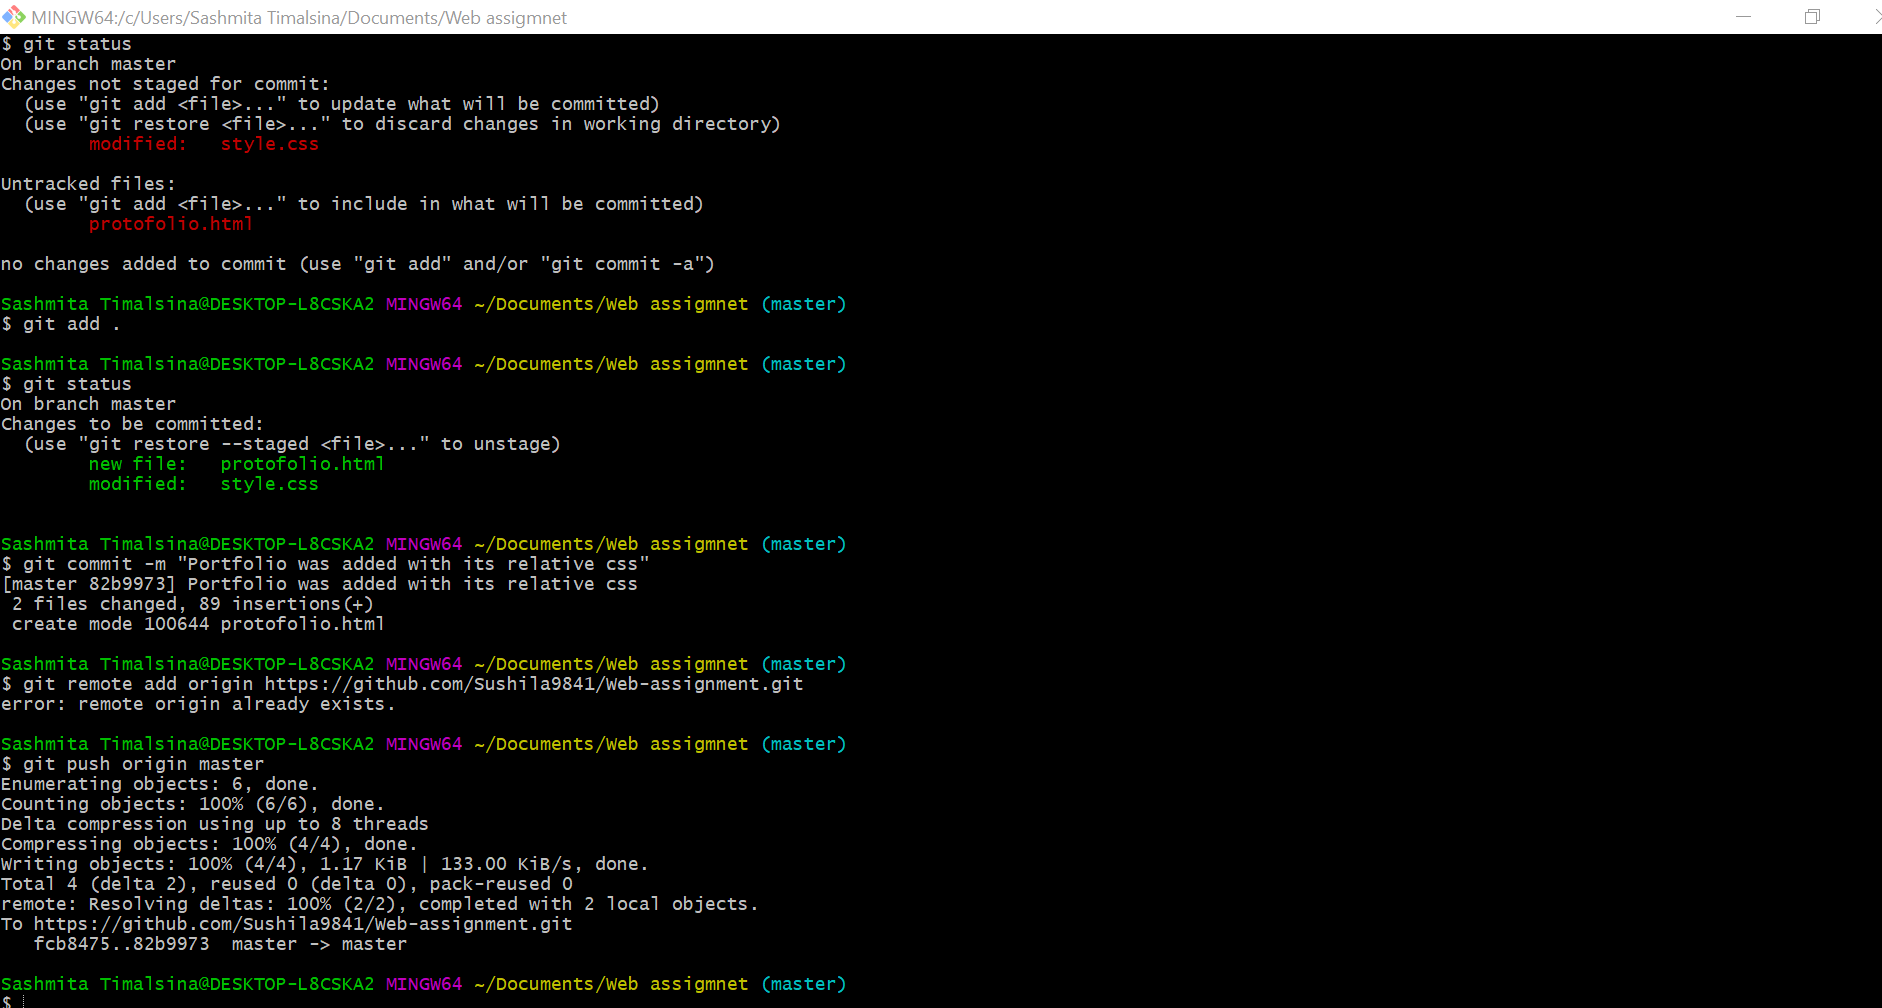 MINGW64:/c/Users/Sashmita Timalsina/Documents/Web assigmnet
$ git status
On branch master
Changes not staged for commit:
  (use "git add <file>..." to update what will be committed)
  (use "git restore <file>..." to discard changes in working directory)
        modified:   style.css

Untracked files:
  (use "git add <file>..." to include in what will be committed)
        protofolio.html

no changes added to commit (use "git add" and/or "git commit -a")

Sashmita Timalsina@DESKTOP-L8CSKA2 MINGW64 ~/Documents/Web assigmnet (master)
$ git add .

Sashmita Timalsina@DESKTOP-L8CSKA2 MINGW64 ~/Documents/Web assigmnet (master)
$ git status
On branch master
Changes to be committed:
  (use "git restore --staged <file>..." to unstage)
        new file:   protofolio.html
        modified:   style.css


Sashmita Timalsina@DESKTOP-L8CSKA2 MINGW64 ~/Documents/Web assigmnet (master)
$ git commit -m "Portfolio was added with its relative css"
[master 82b9973] Portfolio was added with its relative css
 2 files changed, 89 insertions(+)
 create mode 100644 protofolio.html

Sashmita Timalsina@DESKTOP-L8CSKA2 MINGW64 ~/Documents/Web assigmnet (master)
$ git remote add origin https://github.com/Sushila9841/Web-assignment.git
error: remote origin already exists.

Sashmita Timalsina@DESKTOP-L8CSKA2 MINGW64 ~/Documents/Web assigmnet (master)
$ git push origin master
Enumerating objects: 6, done.
Counting objects: 100% (6/6), done.
Delta compression using up to 8 threads
Compressing objects: 100% (4/4), done.
Writing objects: 100% (4/4), 1.17 KiB | 133.00 KiB/s, done.
Total 4 (delta 2), reused 0 (delta 0), pack-reused 0
remote: Resolving deltas: 100% (2/2), completed with 2 local objects.
To https://github.com/Sushila9841/Web-assignment.git
   fcb8475..82b9973  master -> master

Sashmita Timalsina@DESKTOP-L8CSKA2 MINGW64 ~/Documents/Web assigmnet (master)
$